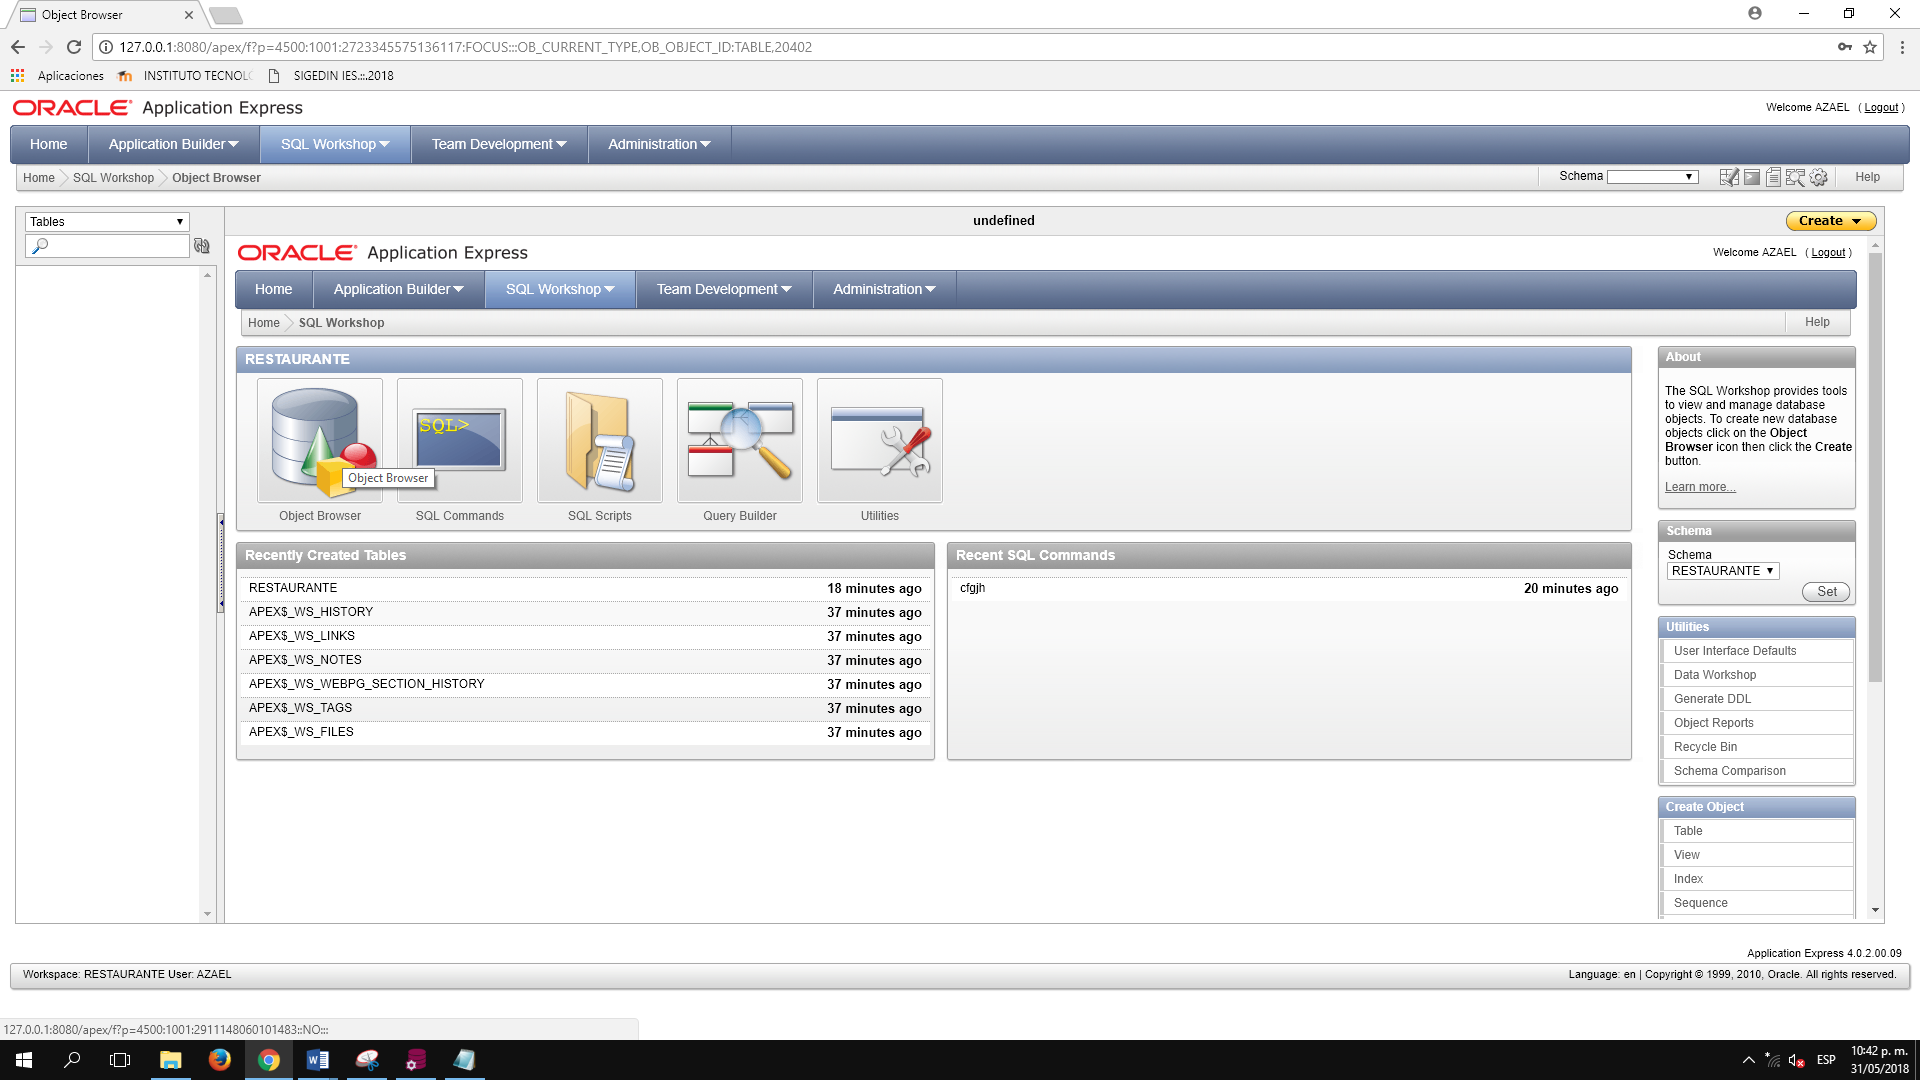 Object Browser
127.0.0.1:8080/apex/f?p=4500:1001:2723345575136117:FOCUS:::OB_CURRENT_TYPE,OB_OBJECT_ID:TABLE,20402
Aplicaciones INSTITUTO TECNOL SIGEDIN IES.::.2018
ORACLE Application Express
Welcome AZAEL ( Logout )
Home Application Builder SQL Workshop Team Development Administration
Home SQL Workshop Object Browser Schema Help
Tables undefined Create
ORACLE Application Express
Welcome AZAEL ( Logout )
Home Application Builder SQL Workshop Team Development Administration
Home SQL Workshop Help
RESTAURANTE
SQL>
Object Browser
Object Browser SQL Commands SQL Scripts Query Builder Utilities
Recently Created Tables
RESTAURANTE 18 minutes ago
APEX$_WS_HISTORY 37 minutes ago
APEX$_WS_LINKS 37 minutes ago
APEX$_WS_NOTES 37 minutes ago
APEX$_WS_WEBPG_SECTION_HISTORY 37 minutes ago
APEX$_WS_TAGS 37 minutes ago
APEX$_WS_FILES 37 minutes ago
Recent SQL Commands
cfgjh 20 minutes ago
About
The SQL Workshop provides tools
to view and manage database
objects. To create new database
objects click on the Object
Browser icon then click the Create
button.
Learn more...
Schema
Schema
RESTAURANTE
Set
Utilities
User Interface Defaults
Data Workshop
Generate DDL
Object Reports
Recycle Bin
Schema Comparison
Create Object
Table
View
Index
Sequence
Application Express 4.0.2.00.09
Workspace: RESTAURANTE User: AZAEL
Language: en | Copyright © 1999, 2010, Oracle. All rights reserved.
127.0.0.1:8080/apex/f?p=4500:1001:2911148060101483::NO:::
ESP
10:42 p. m.
31/05/2018